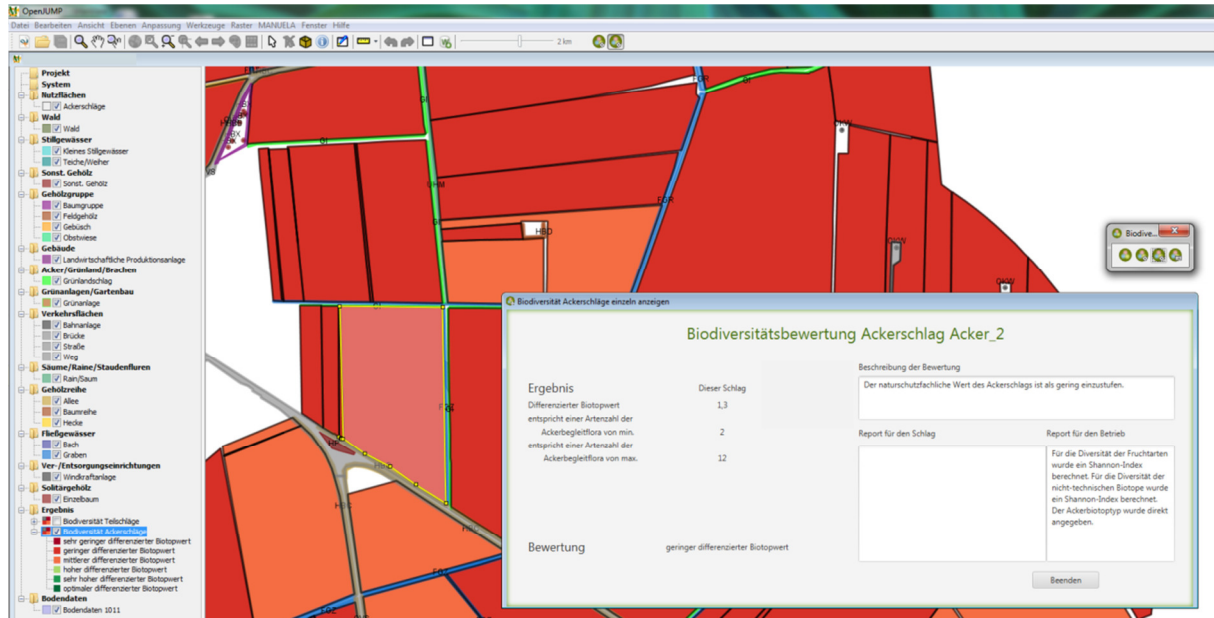 OpenJUMP
Datei Bearbeiten Ansicht Ebenen Anpassung Werkzeuge Raster MANUELA Fenster Hilfe
2 km
Projekt
System
Nutzflächen
Ackerschläge
Wald
Wald
Stillgewässer
Kleines Stillgewässer
Teiche/Weiher
Sonst. Gehölz
Sonst. Gehölz
Gehölzgruppe
Baumgruppe
Feldgehölz
Gebüsch
Obstwiese
Gebäude
Landwirtschaftliche Produktionsanlage
Acker/Grünland/Brachen
Grünlandschlag
Grünanlagen/Gartenbau
Grünanlage
Verkehrsflächen
Bahnanlage
Brücke
Straße
Weg
Säume/Raine/Staudenfluren
Rain/Saum
Gehölzreihe
Allee
Baumreihe
Hecke
Fließgewässer
Bach
Graben
Ver-/Entsorgungseinrichtungen
Windkraftanlage
Solitärgehölz
Einzelbaum
Ergebnis
Biodiversität Teilschläge
Biodiversität Ackerschläge
sehr geringer differenzierter Biotopwert
geringer differenzierter Biotopwert
mittlerer differenzierter Biotopwert
hoher differenzierter Biotopwert
sehr hoher differenzierter Biotopwert
optimaler differenzierter Biotopwert
Bodendaten
Bodendaten 1011
FGR
GI
GI
GI
UHM
FGR
HBD
OKW
Biodive...
Biodiversität Ackerschläge einzeln anzeigen
Biodiversitätsbewertung Ackerschlag Acker_2
Beschreibung der Bewertung
Ergebnis
Dieser Schlag
Der naturschutzfachliche Wert des Ackerschlags ist als gering einzustufen.
Differenzierter Biotopwert
1,3
entspricht einer Artenzahl der
Ackerbegleitflora von min.
2
Report für den Schlag
Report für den Betrieb
entspricht einer Artenzahl der
Ackerbegleitflora von max.
12
Für die Diversität der Fruchtarten
wurde ein Shannon-Index
berechnet. Für die Diversität der
nicht-technischen Biotope wurde
ein Shannon-Index berechnet.
Der Ackerbiotoptyp wurde direkt
angegeben.
Bewertung
geringer differenzierter Biotopwert
Beenden